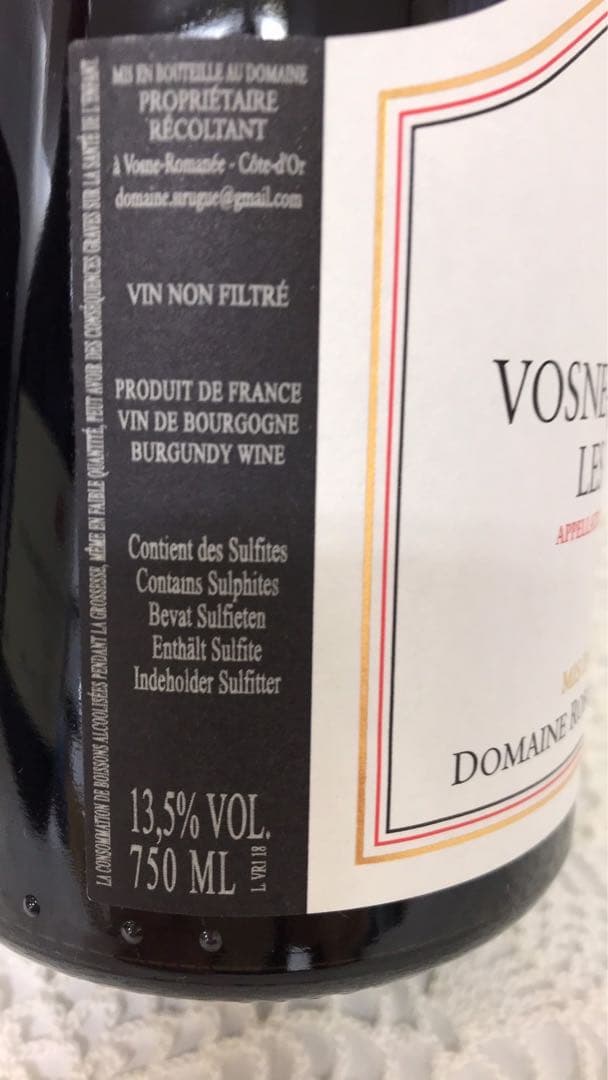 MIS EN BOUTEILLE AU DOMAINE
PROPRIÉTAIRE
RÉCOLTANT
à Vosne-Romanée - Côte-d'Or
domaine.sirugue@gmail.com
VIN NON FILTRÉ
PRODUIT DE FRANCE
VIN DE BOURGOGNE
BURGUNDY WINE
Contient des Sulfites
Contains Sulphites
Bevat Sulfieten
Enthält Sulfite
Indeholder Sulfitter
13,5% VOL.
750 ML
L VR1 18
LA CONSOMMATION DE BOISSONS ALCOOLISÉES PENDANT LA GROSSESSE, MÊME EN FAIBLE QUANTITÉ, PEUT AVOIR DES CONSÉQUENCES GRAVES SUR LA SANTÉ DE L'ENFANT
VOSNE
LES
DOMAINE